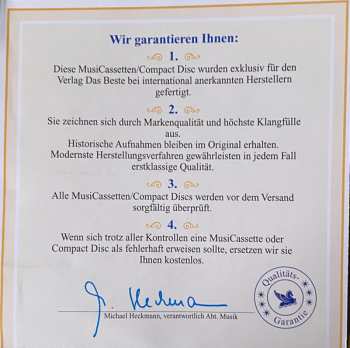 Wir garantieren Ihnen:
1.
Diese MusiCassetten/Compact Disc wurden exklusiv für den
Verlag Das Beste bei international anerkannten Herstellern
gefertigt.
2.
Sie zeichnen sich durch Markenqualität und höchste Klangfülle
aus.
Historische Aufnahmen bleiben im Original erhalten.
Modernste Herstellungsverfahren gewährleisten in jedem Fall
erstklassige Qualität.
3.
Alle MusiCassetten/Compact Discs werden vor dem Versand
sorgfältig überprüft.
4.
Wenn sich trotz aller Kontrollen eine MusiCassette oder
Compact Disc als fehlerhaft erweisen sollte, ersetzen wir sie
Ihnen kostenlos.
M. Heckmann
Michael Heckmann, verantwortlich Abt. Musik
Qualitäts-
Garantie